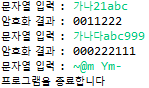 문자열 입력 : 가나21abc
암호화 결과 : 0011222
문자열 입력 : 가나다abc999
암호화 결과 : 000222111
문자열 입력 : ~@m Ym-
프로그램을 종료합니다